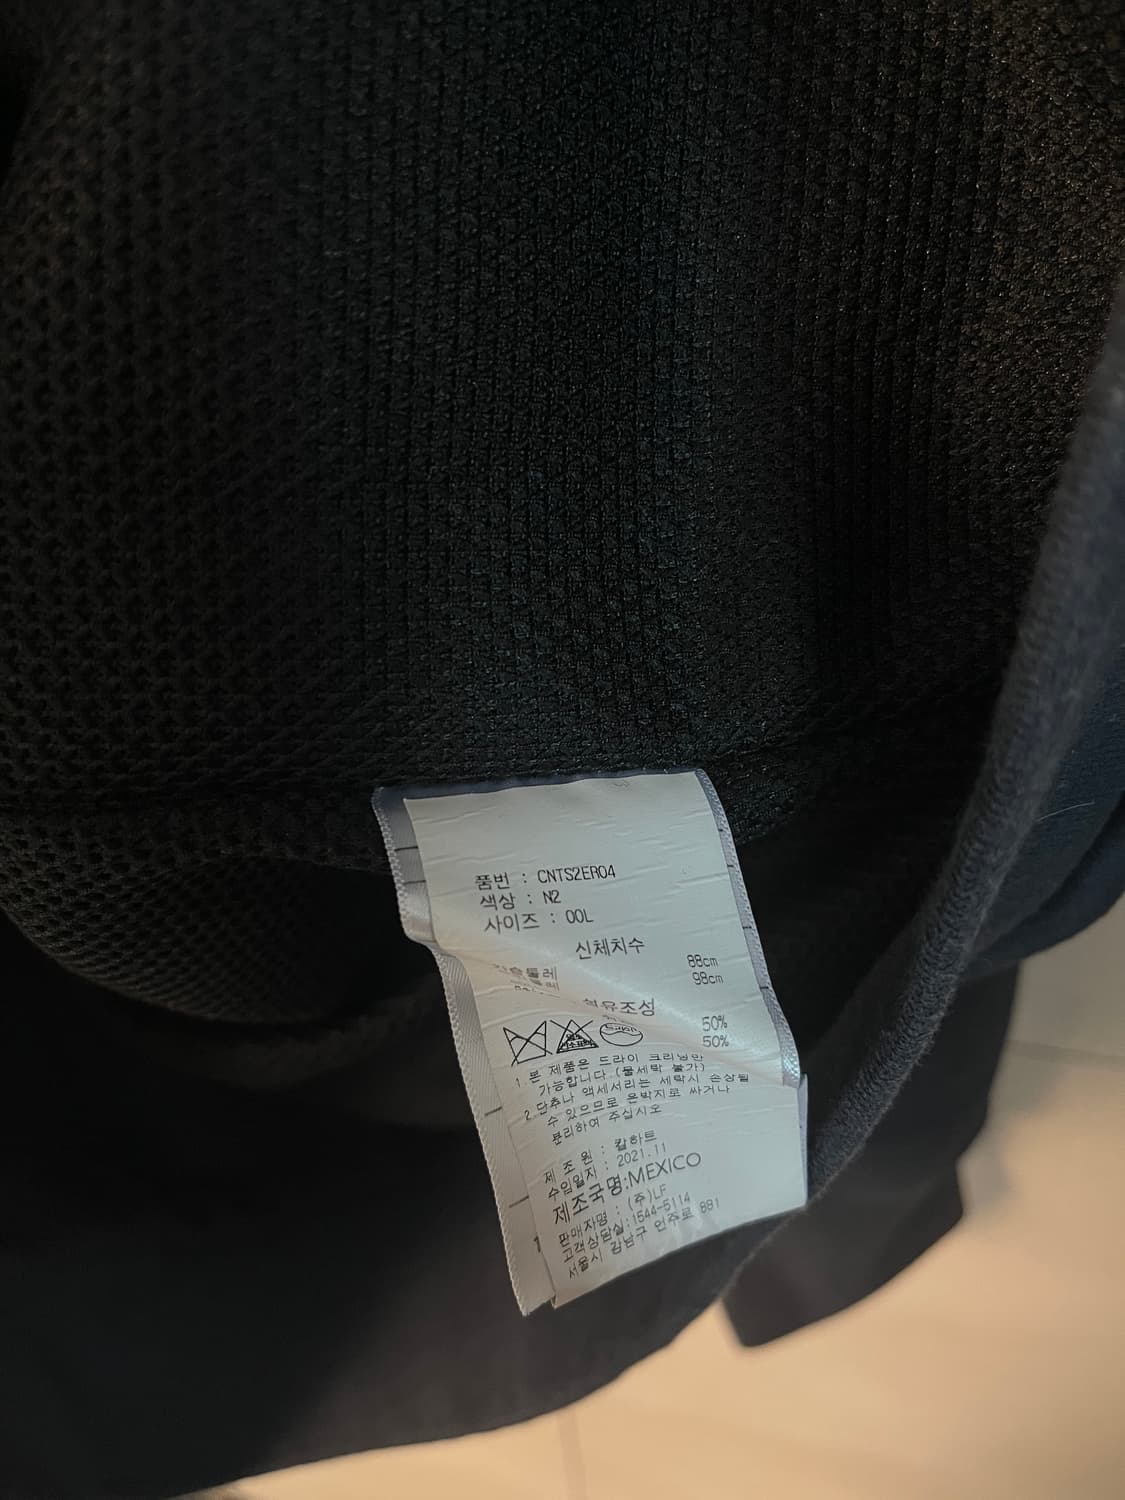 품번 : CNTS2ER04
색상 : N2
사이즈 : 00L
신체치수
88cm
98cm
섬유조성
50%
50%
1.본 제품은 드라이 크리닝만
가능합니다.(물세탁 불가)
2.단추나 액세서리는 세탁시 손상될
수 있으므로 은박지로 싸거나
분리하여 주십시오
제 조 원 : 칼하트
수입일자 : 2021.11
제조국명:MEXICO
판매자명 : (주)LF
고객상담실:1544-5114
서울시 강남구 언주로 881